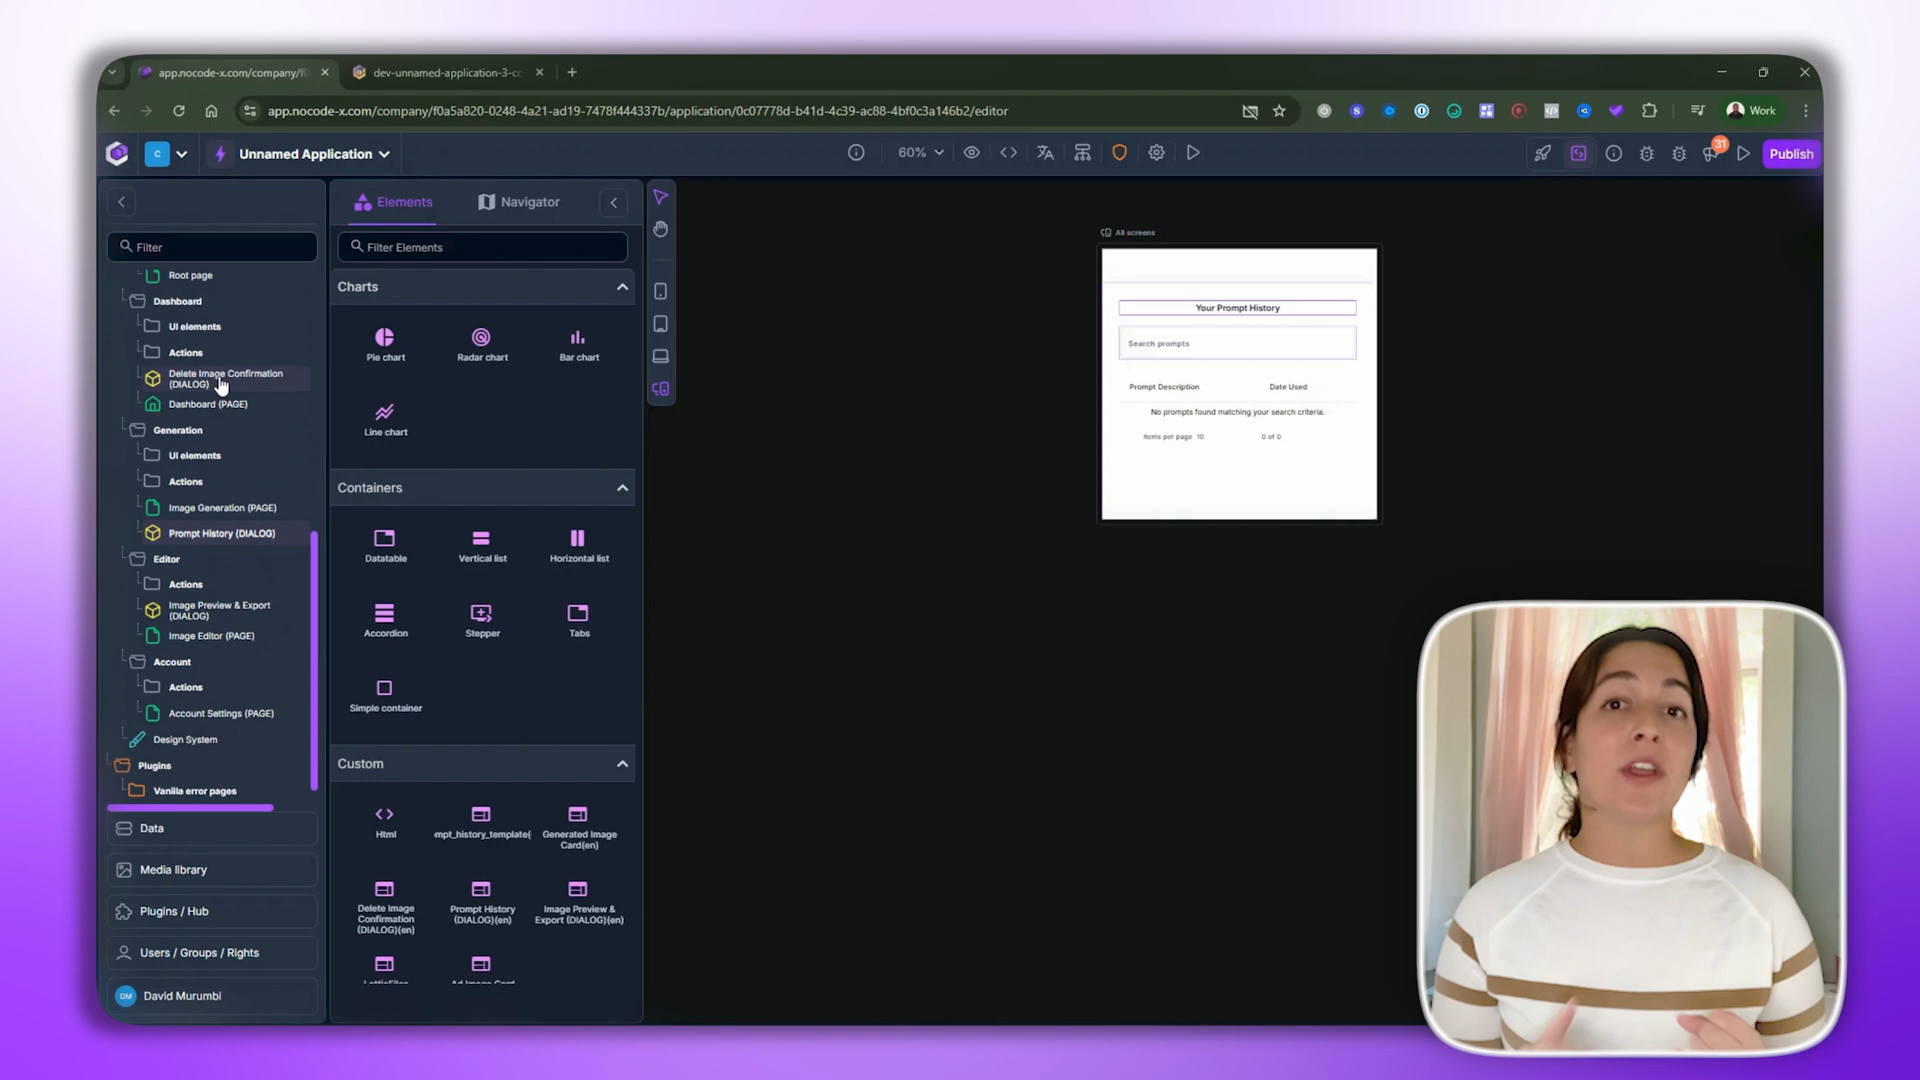 app.nocode-x.com/company/f0
dev-unnamed-application-3-cc
app.nocode-x.com/company/f0a5a820-0248-4a21-ad19-7478f444337b/application/0c07778d-b41d-4c39-ac88-4bf0c3a146b2/editor
Work
C
Unnamed Application
60%
31
Publish
Filter
Root page
Dashboard
UI elements
Actions
Delete Image Confirmation
(DIALOG)
Dashboard (PAGE)
Generation
UI elements
Actions
Image Generation (PAGE)
Prompt History (DIALOG)
Editor
Actions
Image Preview & Export
(DIALOG)
Image Editor (PAGE)
Account
Actions
Account Settings (PAGE)
Design System
Plugins
Vanilla error pages
Data
Media library
Plugins / Hub
Users / Groups / Rights
DM
David Murumbi
Elements
Navigator
Filter Elements
Charts
Pie chart
Radar chart
Bar chart
Line chart
Containers
Datatable
Vertical list
Horizontal list
Accordion
Stepper
Tabs
Simple container
Custom
Html
mpt_history_template(
Generated Image
Card(en)
Delete Image
Confirmation
(DIALOG)(en)
Prompt History
(DIALOG)(en)
Image Preview &
Export (DIALOG)(en)
All screens
Your Prompt History
Search prompts
Prompt Description
Date Used
No prompts found matching your search criteria.
Items per page 10
0 of 0